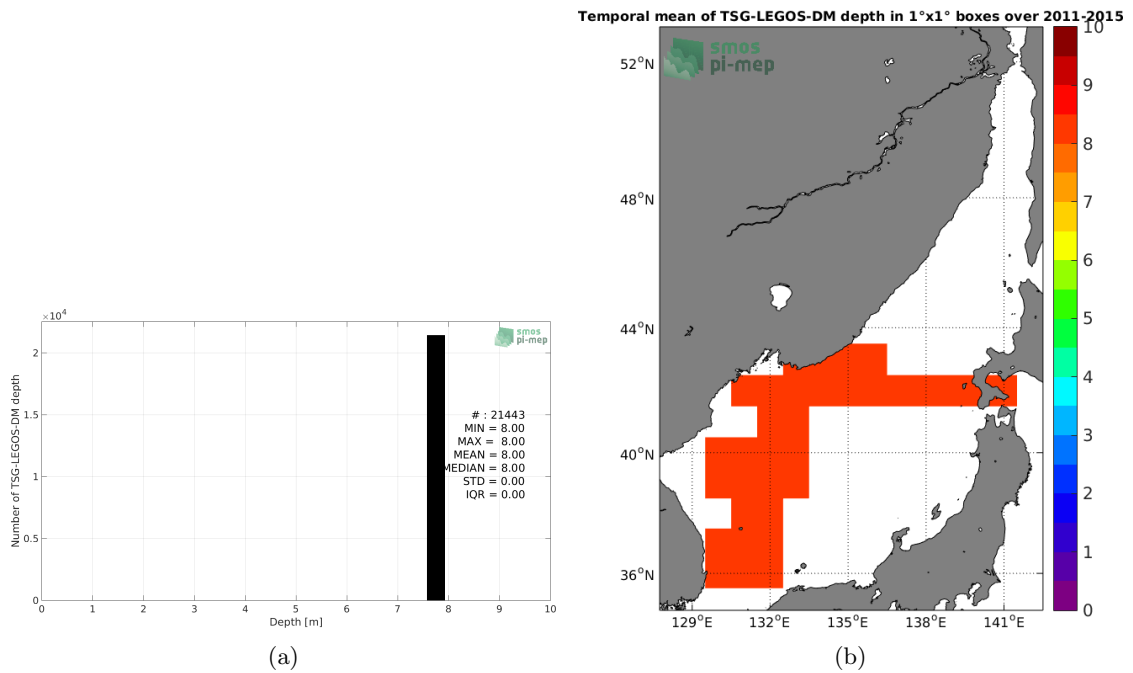 ×10⁴
2
1.5
1
0.5
0
Number of TSG-LEGOS-DM depth
smos
pi-mep
# : 21443
MIN = 8.00
MAX = 8.00
MEAN = 8.00
MEDIAN = 8.00
STD = 0.00
IQR = 0.00
0 1 2 3 4 5 6 7 8 9 10
Depth [m]
(a)
Temporal mean of TSG-LEGOS-DM depth in 1°x1° boxes over 2011-2015
smos
pi-mep
52°N
48°N
44°N
40°N
36°N
129°E 132°E 135°E 138°E 141°E
10
9
8
7
6
5
4
3
2
1
0
(b)